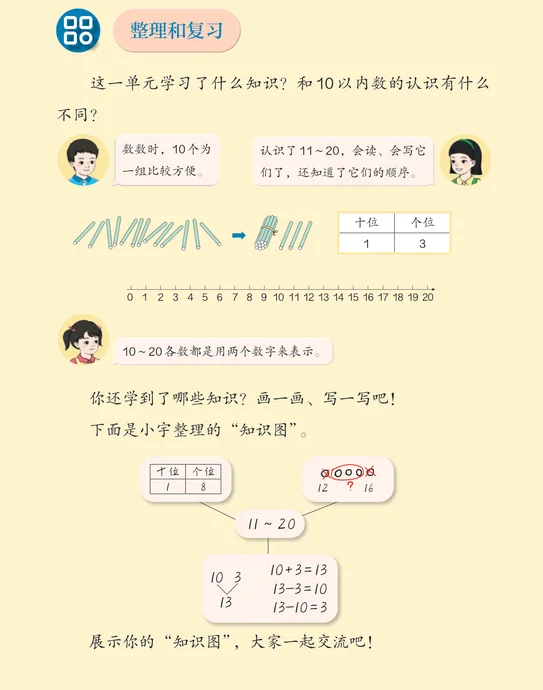 整理和复习
这一单元学习了什么知识？和10以内数的认识有什么
不同？
数数时，10个为
一组比较方便。
认识了11~20，会读、会写它
们了，还知道了它们的顺序。
十位 个位
1 3
0 1 2 3 4 5 6 7 8 9 10 11 12 13 14 15 16 17 18 19 20
10~20各数都是用两个数字来表示。
你还学到了哪些知识？画一画、写一写吧！
下面是小宇整理的“知识图”。
十位 个位
1 8
12 ? 16
11~20
10 3
13
10+3=13
13-3=10
13-10=3
展示你的“知识图”，大家一起交流吧！